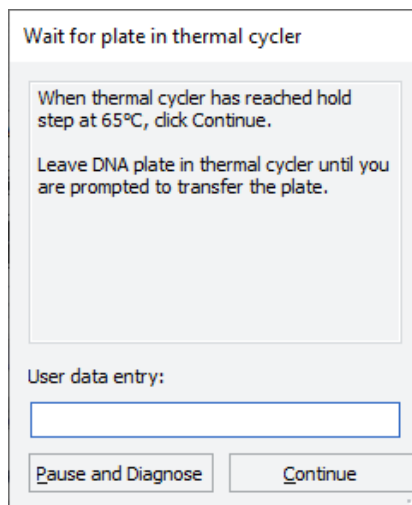 Wait for plate in thermal cycler
When thermal cycler has reached hold
step at 65ºC, click Continue.
Leave DNA plate in thermal cycler until you
are prompted to transfer the plate.
User data entry:
Pause and Diagnose
Continue